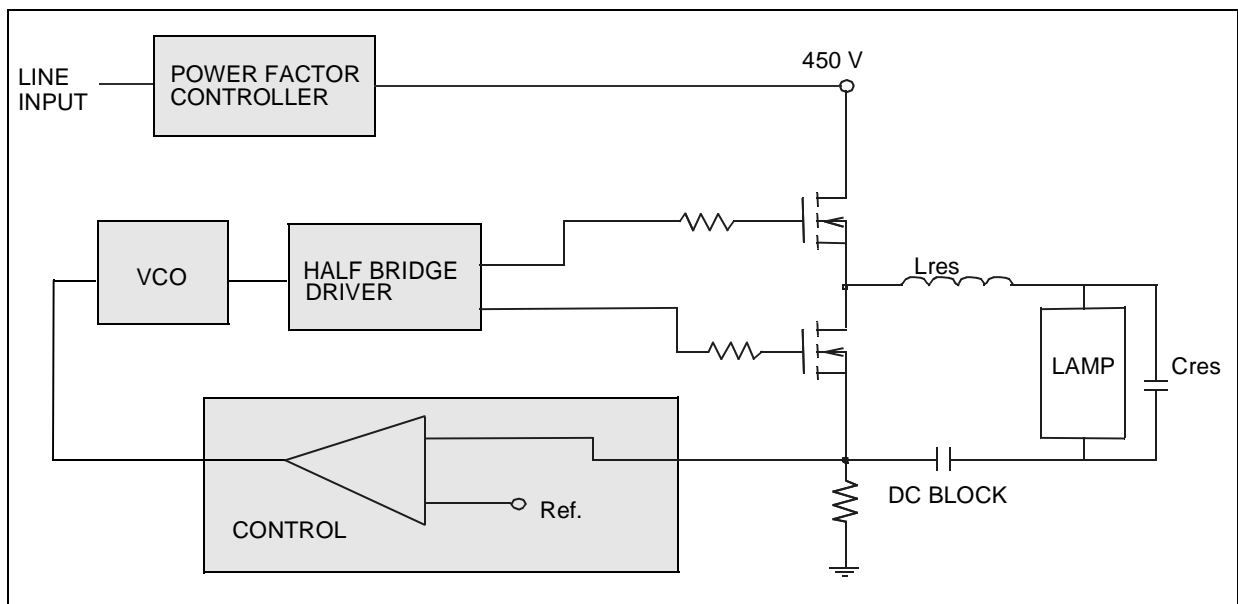 LINE
INPUT
POWER FACTOR
CONTROLLER
450 V
VCO
HALF BRIDGE
DRIVER
Lres
LAMP
Cres
DC BLOCK
Ref.
CONTROL